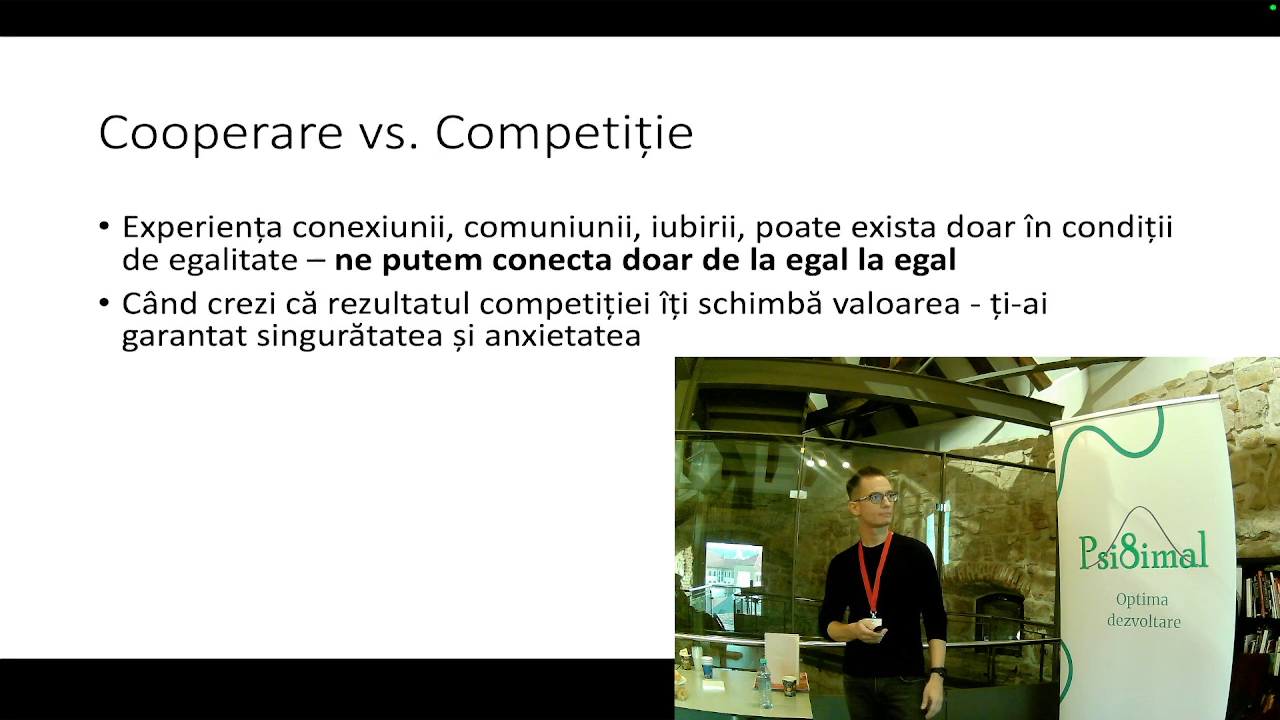 Cooperare vs. Competiție
• Experiența conexiunii, comuniunii, iubirii, poate exista doar în condiții
de egalitate – ne putem conecta doar de la egal la egal
• Când crezi că rezultatul competiției îți schimbă valoarea - ți-ai
garantat singurătatea și anxietatea
Psi8imal
Optima
dezvoltare